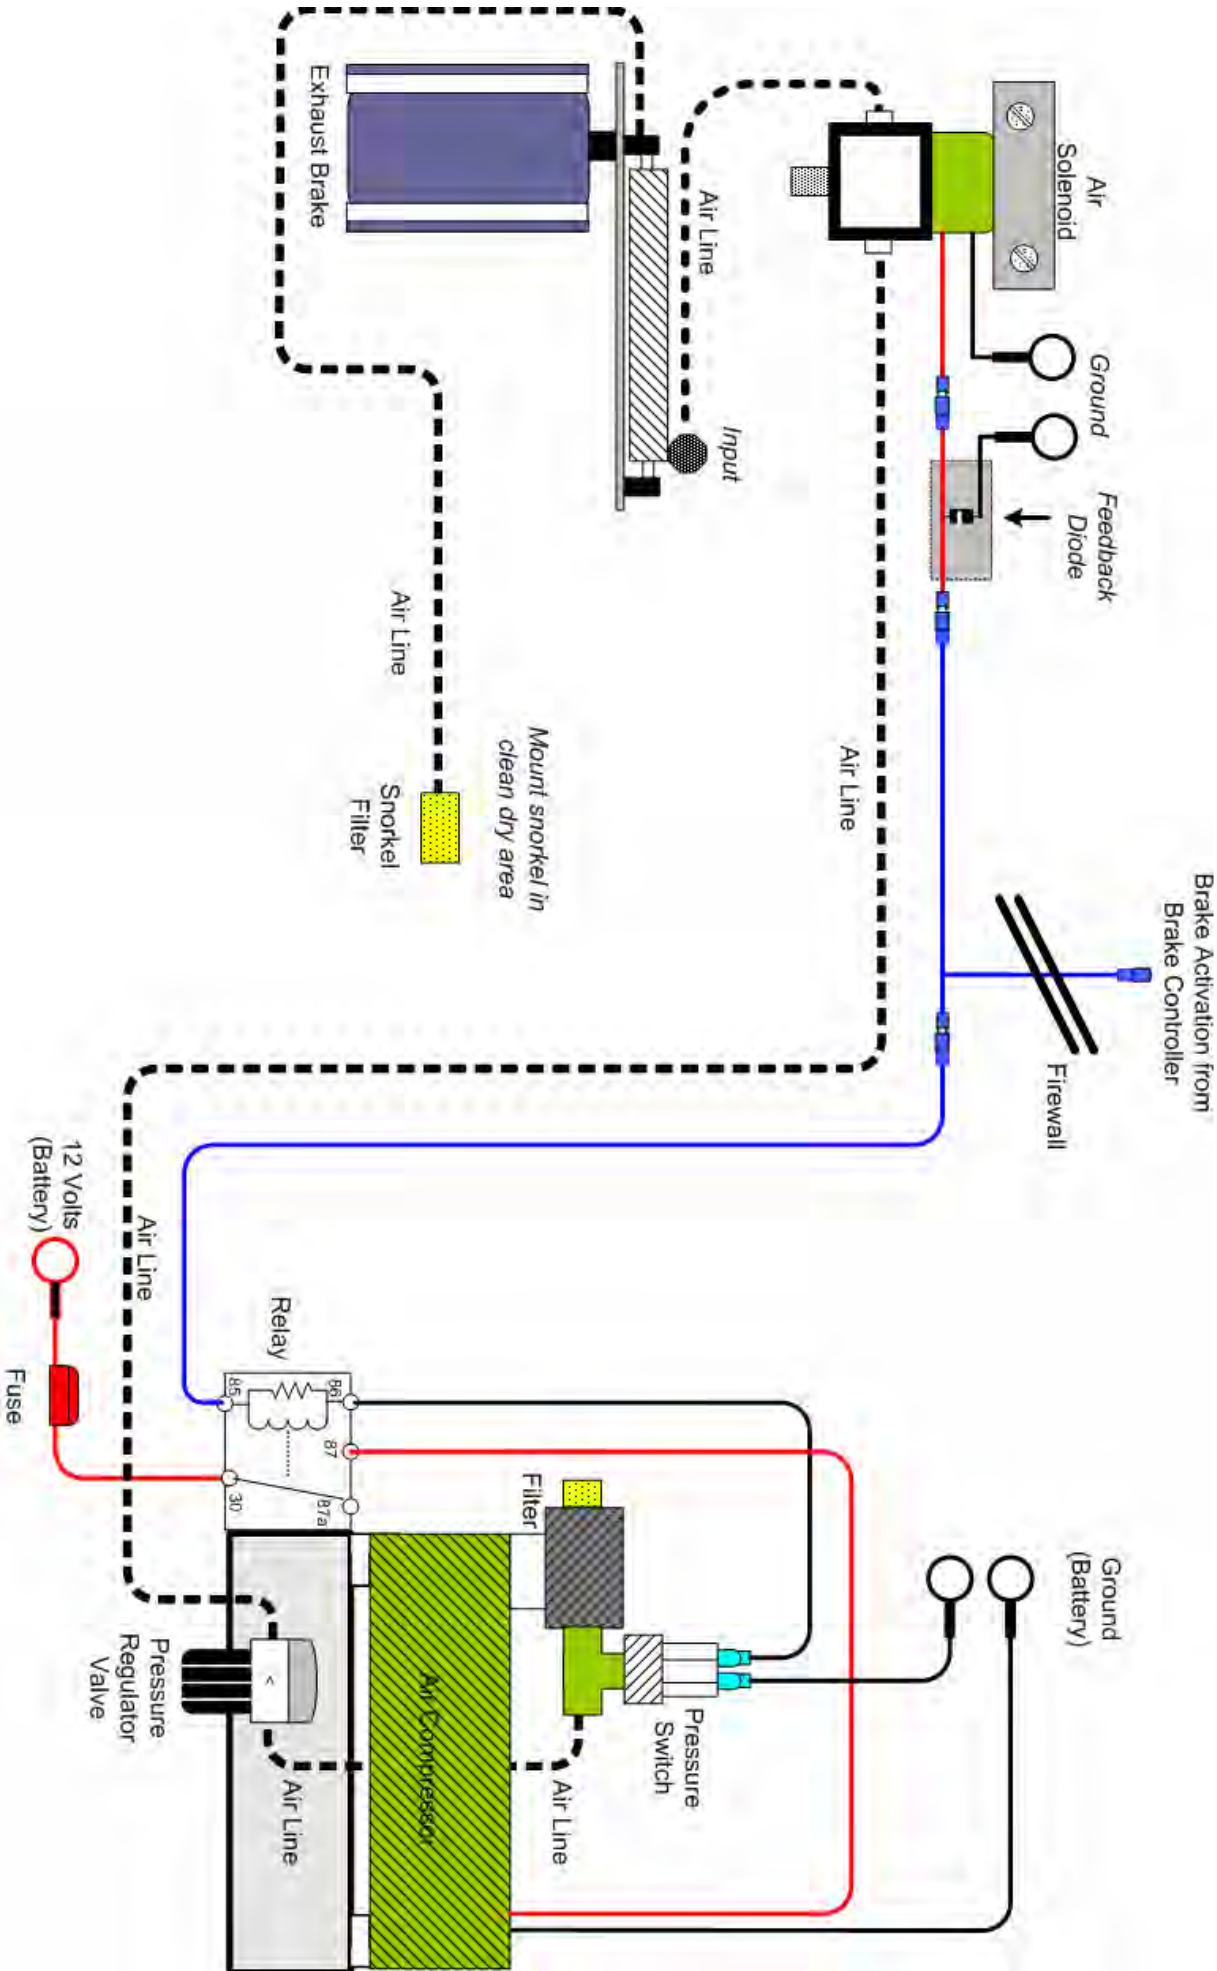 Brake Activation from
Brake Controller
Firewall
Air
Solenoid
Ground
Ground
Feedback
Diode
Ground
(Battery)
Air Line
Input
Air Line
Exhaust Brake
Air Line
Mount snorkel in
clean dry area
Snorkel
Filter
Pressure
Switch
Filter
Air Line
Air Compressor
Relay
86
87
87a
85
30
Air Line
Air Line
Pressure
Regulator
Valve
<
12 Volts
(Battery)
Fuse